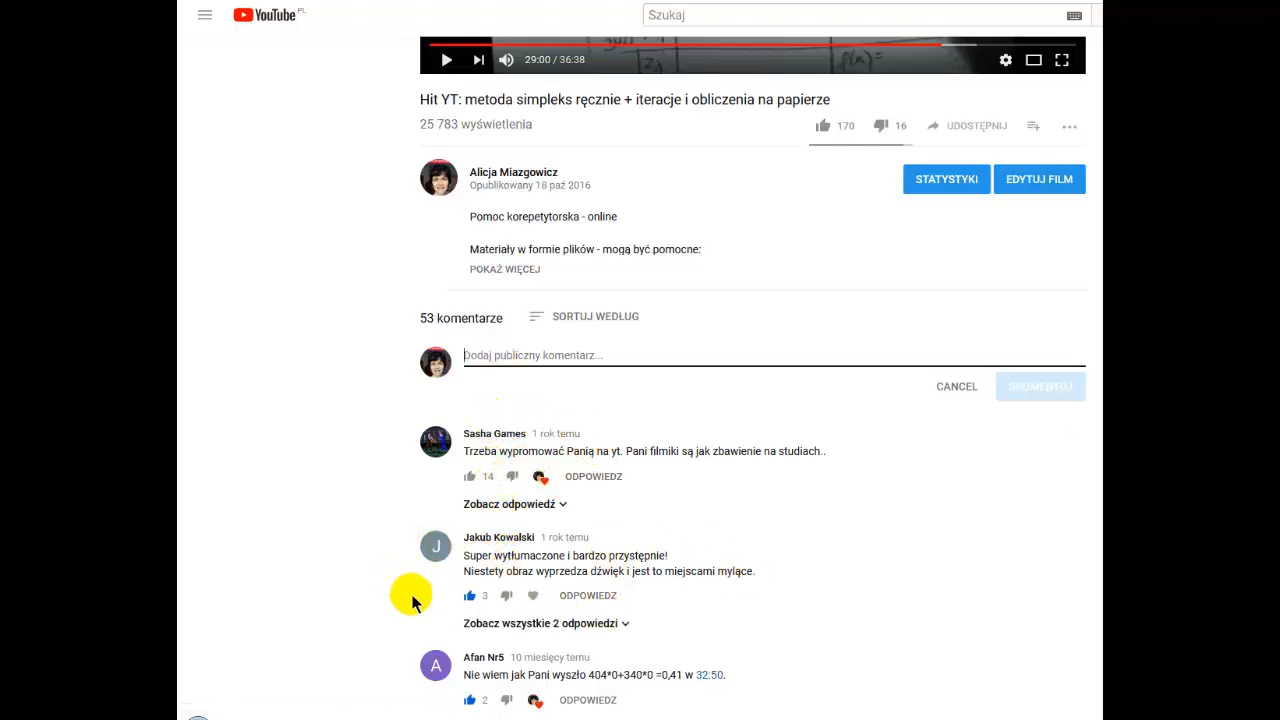 YouTube PL
Szukaj
f(x)=
29:00 / 36:38
Hit YT: metoda simpleks ręcznie + iteracje i obliczenia na papierze
25 783 wyświetlenia
170
16
UDOSTĘPNIJ
Alicja Miazgowicz
Opublikowany 18 paź 2016
STATYSTYKI
EDYTUJ FILM
Pomoc korepetytorska - online
Materiały w formie plików - mogą być pomocne:
POKAŻ WIĘCEJ
53 komentarze
SORTUJ WEDŁUG
Dodaj publiczny komentarz...
CANCEL
SKOMENTUJ
Sasha Games 1 rok temu
Trzeba wypromować Panią na yt. Pani filmiki są jak zbawienie na studiach..
14
ODPOWIEDZ
Zobacz odpowiedź
J
Jakub Kowalski 1 rok temu
Super wytłumaczone i bardzo przystępnie!
Niestety obraz wyprzedza dźwięk i jest to miejscami mylące.
3
ODPOWIEDZ
Zobacz wszystkie 2 odpowiedzi
A
Afan Nr5 10 miesięcy temu
Nie wiem jak Pani wyszło 404*0+340*0 =0,41 w 32:50.
2
ODPOWIEDZ